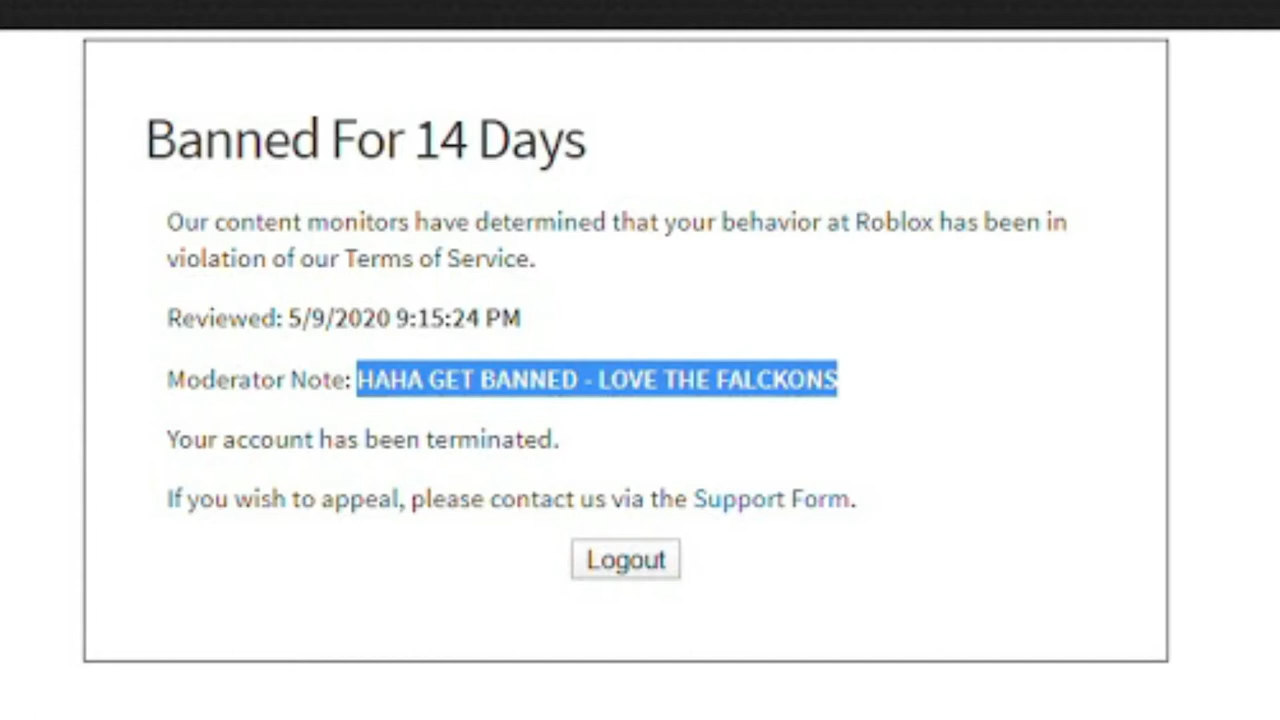 Banned For 14 Days
Our content monitors have determined that your behavior at Roblox has been in
violation of our Terms of Service.
Reviewed: 5/9/2020 9:15:24 PM
Moderator Note: HAHA GET BANNED - LOVE THE FALCKONS
Your account has been terminated.
If you wish to appeal, please contact us via the Support Form.
Logout